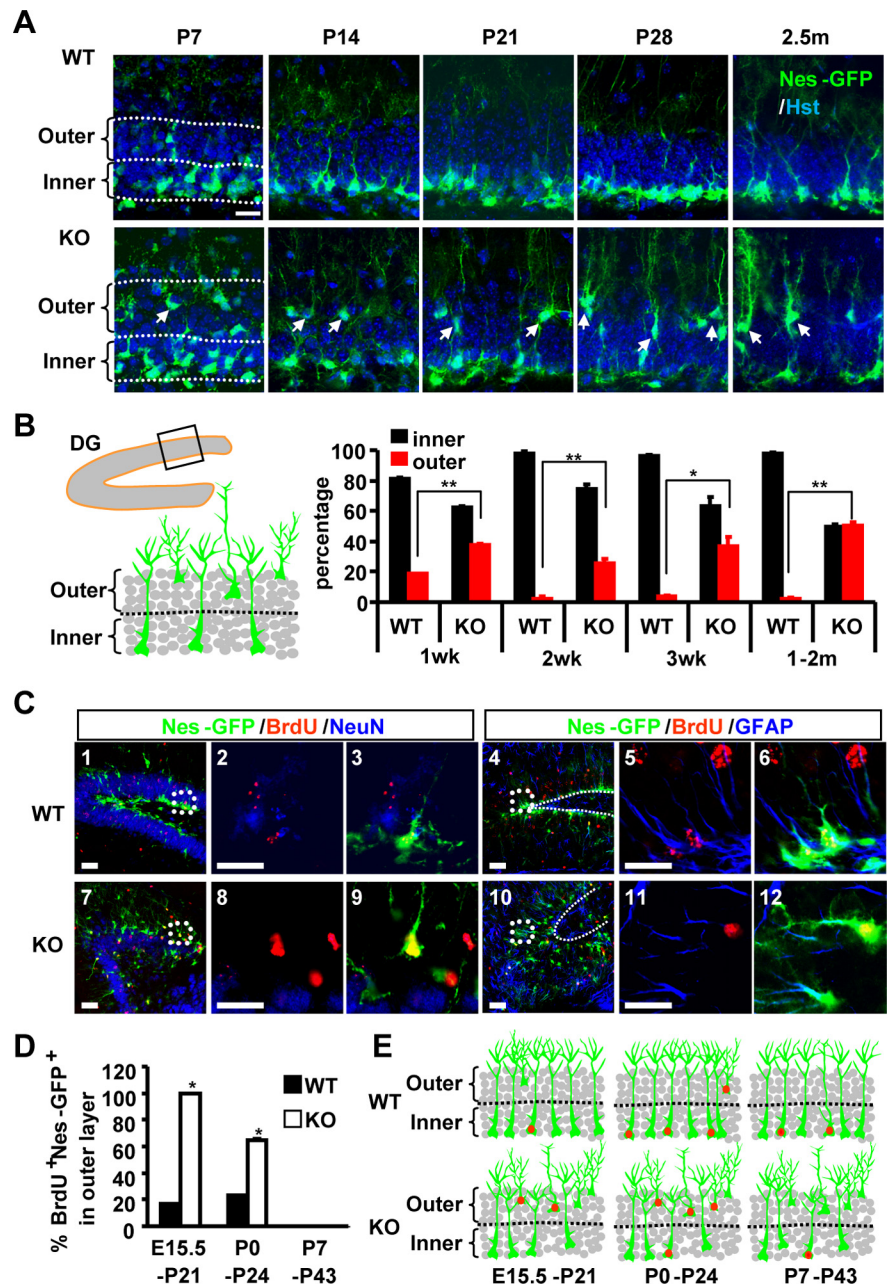 A
P7 P14 P21 P28 2.5m
WT
Nes -GFP
/Hst
Outer
Inner
KO
Outer
Inner
B
DG
Outer
Inner
inner
outer
percentage
100
80
60
40
20
0
** ** * **
WT KO WT KO WT KO WT KO
1wk 2wk 3wk 1-2m
C
Nes -GFP /BrdU /NeuN Nes -GFP /BrdU /GFAP
WT
1 2 3 4 5 6
KO
7 8 9 10 11 12
D
% BrdU +Nes -GFP +
in outer layer
120
100
80
60
40
20
0
* *
WT
KO
E15.5 P0 P7
-P21 -P24 -P43
E
WT
Outer
Inner
KO
Outer
Inner
E15.5 -P21 P0 -P24 P7 -P43